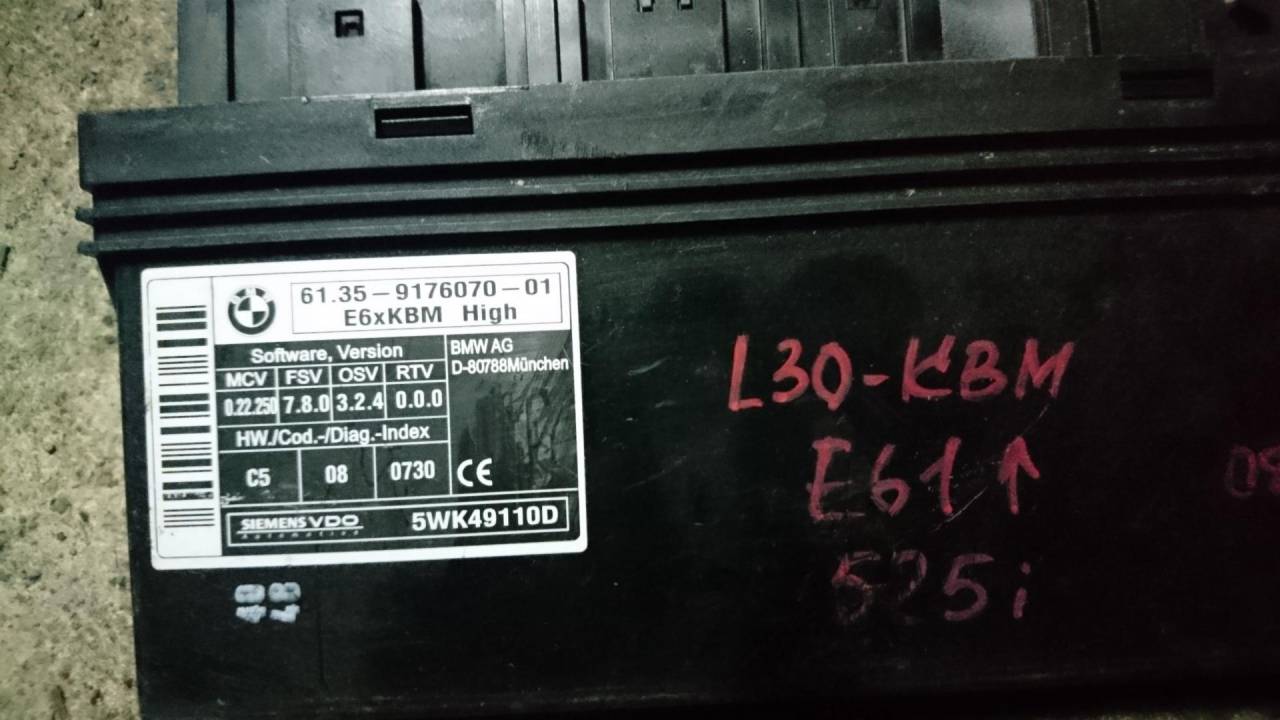 61.35-9176070-01
E6xKBM High
Software, Version
MCV FSV OSV RTV
0.22.250 7.8.0 3.2.4 0.0.0
HW./Cod.-/Diag.-Index
C5 08 0730
BMW AG
D-80788München
CE
SIEMENS VDO
Automotive
5WK49110D
L30-KBM
E61↑
525i